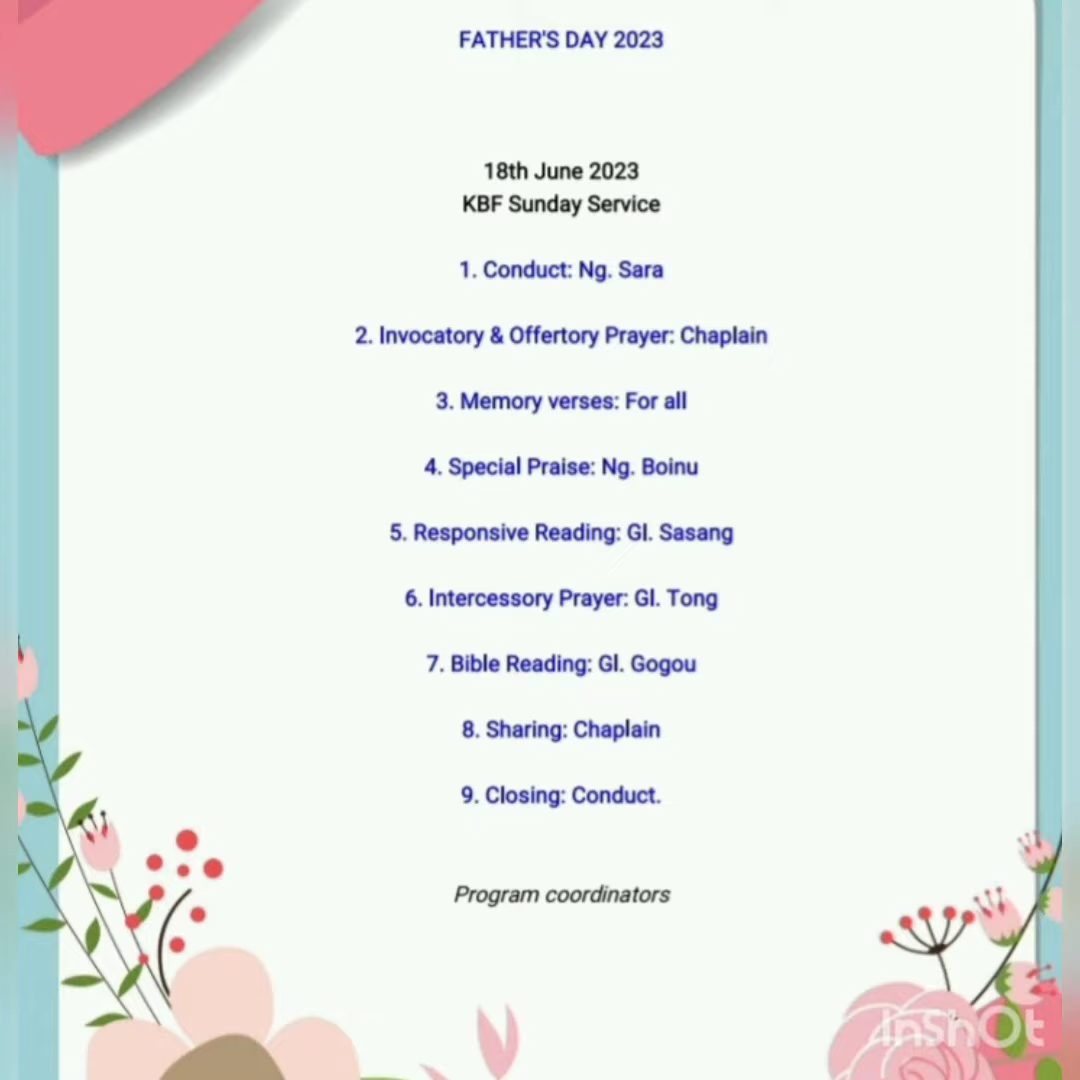 FATHER'S DAY 2023
18th June 2023
KBF Sunday Service
1. Conduct: Ng. Sara
2. Invocatory & Offertory Prayer: Chaplain
3. Memory verses: For all
4. Special Praise: Ng. Boinu
5. Responsive Reading: Gl. Sasang
6. Intercessory Prayer: Gl. Tong
7. Bible Reading: Gl. Gogou
8. Sharing: Chaplain
9. Closing: Conduct.
Program coordinators
InShOt